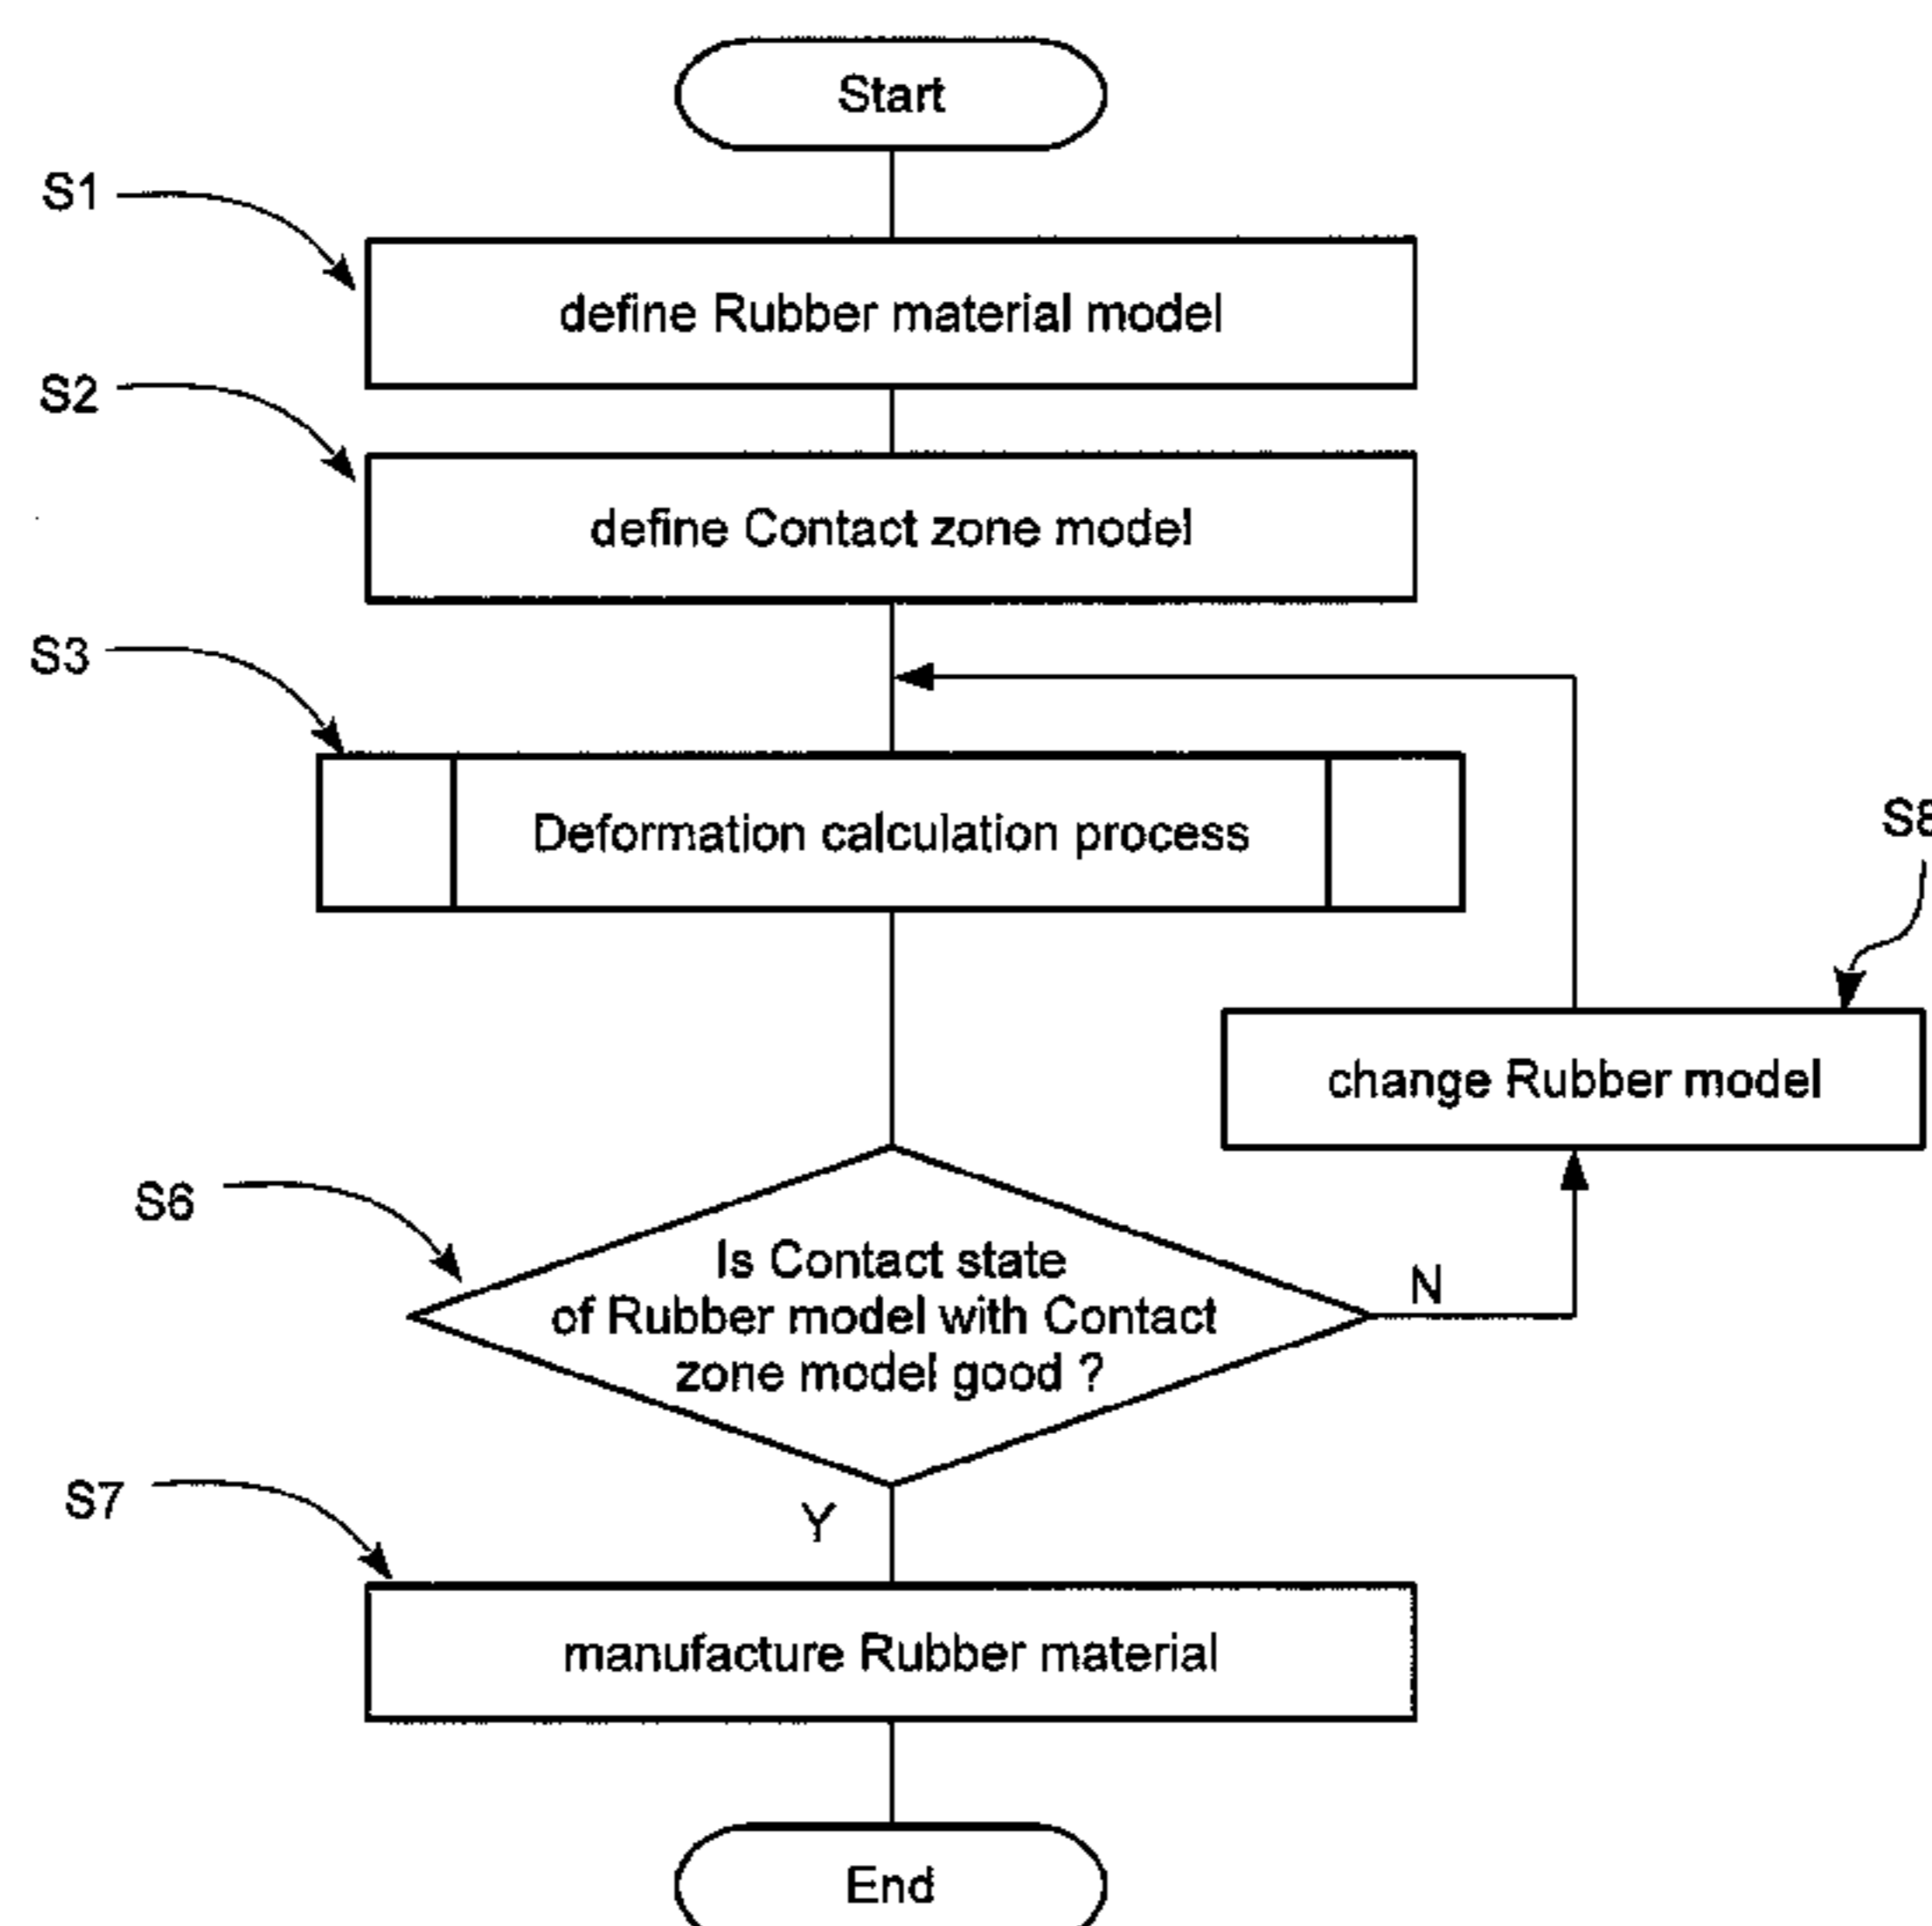 Start
S1
define Rubber material model
S2
define Contact zone model
S3
Deformation calculation process
S8
change Rubber model
S6
Is Contact state
of Rubber model with Contact
zone model good ?
N
Y
S7
manufacture Rubber material
End